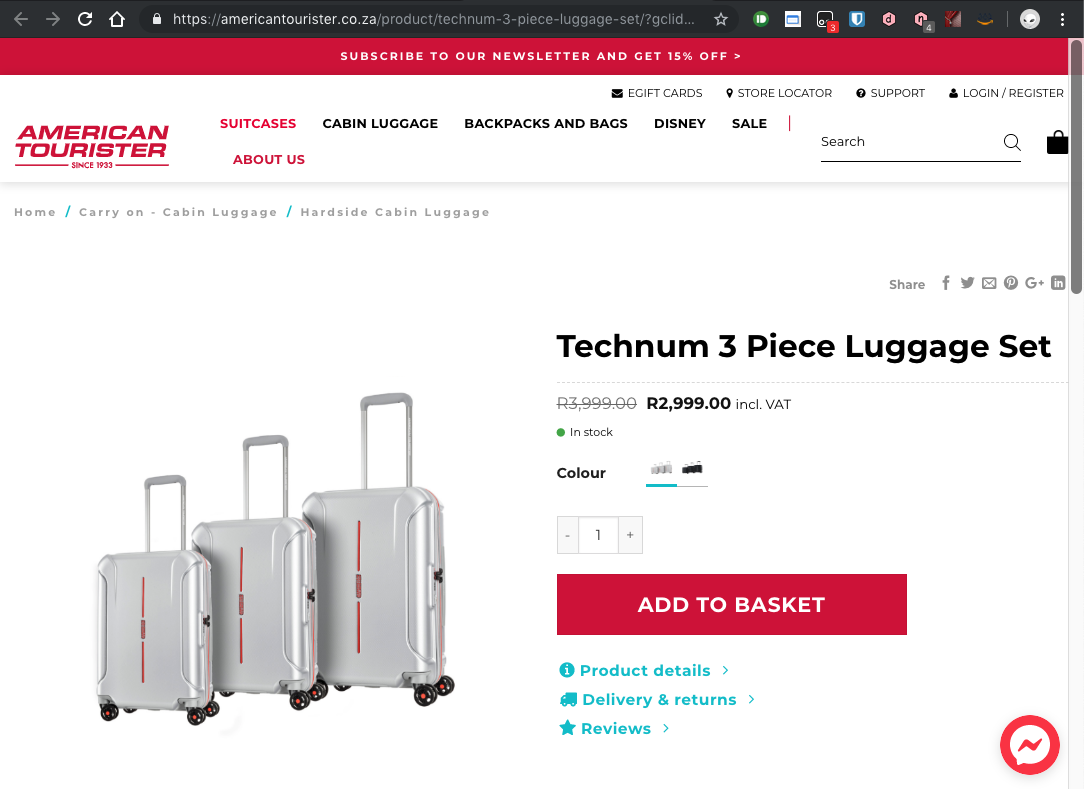 https://americantourister.co.za/product/technum-3-piece-luggage-set/?gclid...
3
4
SUBSCRIBE TO OUR NEWSLETTER AND GET 15% OFF >
EGIFT CARDS STORE LOCATOR SUPPORT LOGIN / REGISTER
AMERICAN
TOURISTER
SINCE 1933
SUITCASES CABIN LUGGAGE BACKPACKS AND BAGS DISNEY SALE
ABOUT US
Search
Home / Carry on - Cabin Luggage / Hardside Cabin Luggage
Share
Technum 3 Piece Luggage Set
R3,999.00 R2,999.00 incl. VAT
In stock
Colour
- 1 +
ADD TO BASKET
Product details
Delivery & returns
Reviews